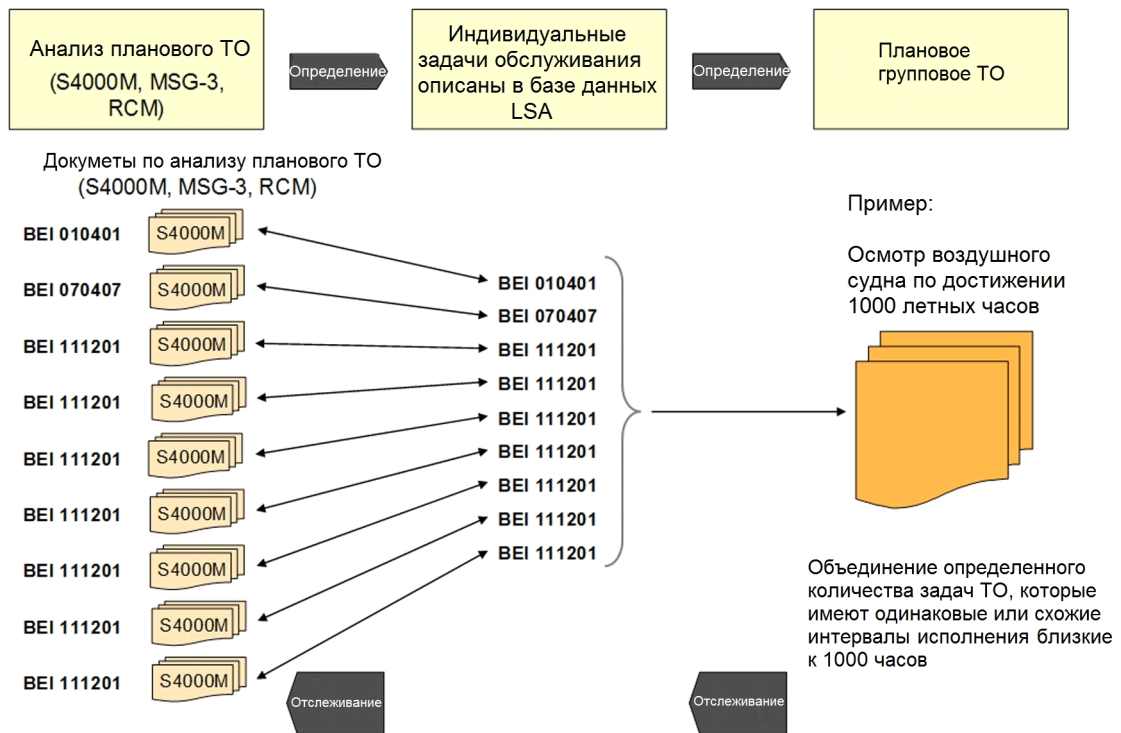 Анализ планового ТО
(S4000M, MSG-3,
RCM)
Определение
Индивидуальные
задачи обслуживания
описаны в базе данных
LSA
Определение
Плановое
групповое ТО
Докуметы по анализу планового ТО
(S4000M, MSG-3, RCM)
BEI 010401
S4000M
BEI 070407
S4000M
BEI 111201
S4000M
BEI 111201
S4000M
BEI 111201
S4000M
BEI 111201
S4000M
BEI 111201
S4000M
BEI 111201
S4000M
BEI 111201
S4000M
BEI 010401
BEI 070407
BEI 111201
BEI 111201
BEI 111201
BEI 111201
BEI 111201
BEI 111201
BEI 111201
Пример:
Осмотр воздушного
судна по достижении
1000 летных часов
Объединение определенного
количества задач ТО, которые
имеют одинаковые или схожие
интервалы исполнения близкие
к 1000 часов
Отслеживание
Отслеживание